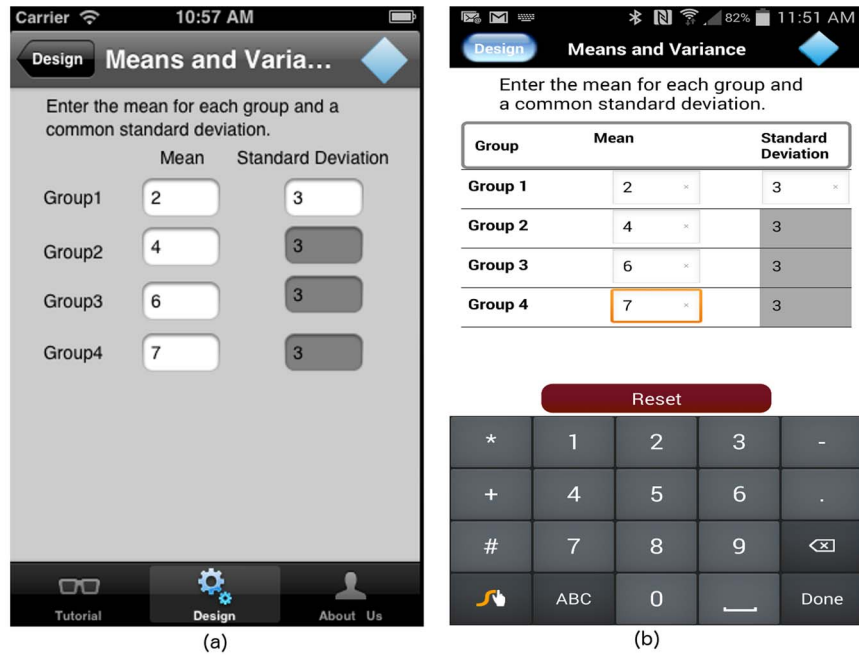 Carrier 10:57 AM
Design Means and Varia...
Enter the mean for each group and a
common standard deviation.
Mean Standard Deviation
Group1 2 3
Group2 4 3
Group3 6 3
Group4 7 3
Tutorial Design About Us
(a)
82% 11:51 AM
Design Means and Variance
Enter the mean for each group and
a common standard deviation.
Group Mean Standard
Deviation
Group 1 2 × 3 ×
Group 2 4 × 3
Group 3 6 × 3
Group 4 7 × 3
Reset
* 1 2 3 -
+ 4 5 6 .
# 7 8 9
ABC 0 Done
(b)